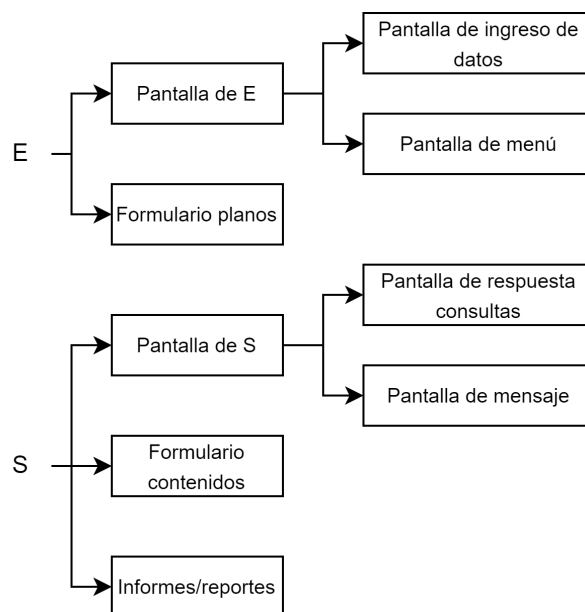 Pantalla de ingreso de
datos
Pantalla de E
Pantalla de menú
E
Formulario planos
Pantalla de respuesta
consultas
Pantalla de S
Pantalla de mensaje
S
Formulario
contenidos
Informes/reportes